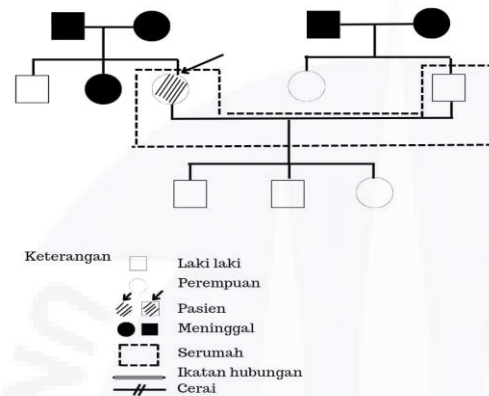 Keterangan
Laki laki
Perempuan
Pasien
Meninggal
Serumah
Ikatan hubungan
Cerai